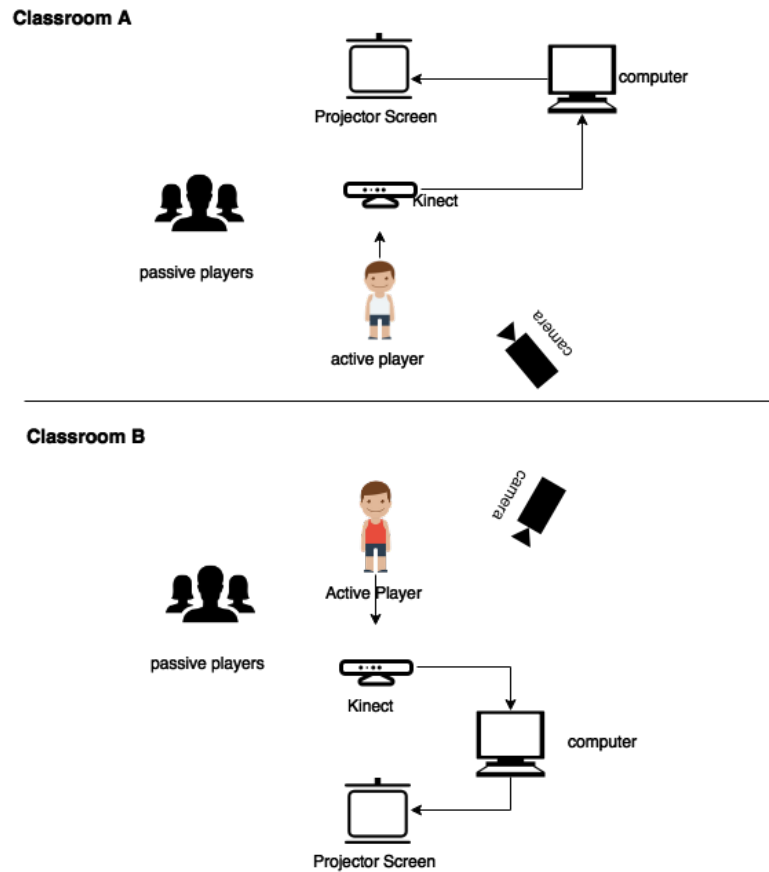 Classroom A
computer
Projector Screen
Kinect
passive players
camera
active player
Classroom B
camera
Active Player
passive players
Kinect
computer
Projector Screen